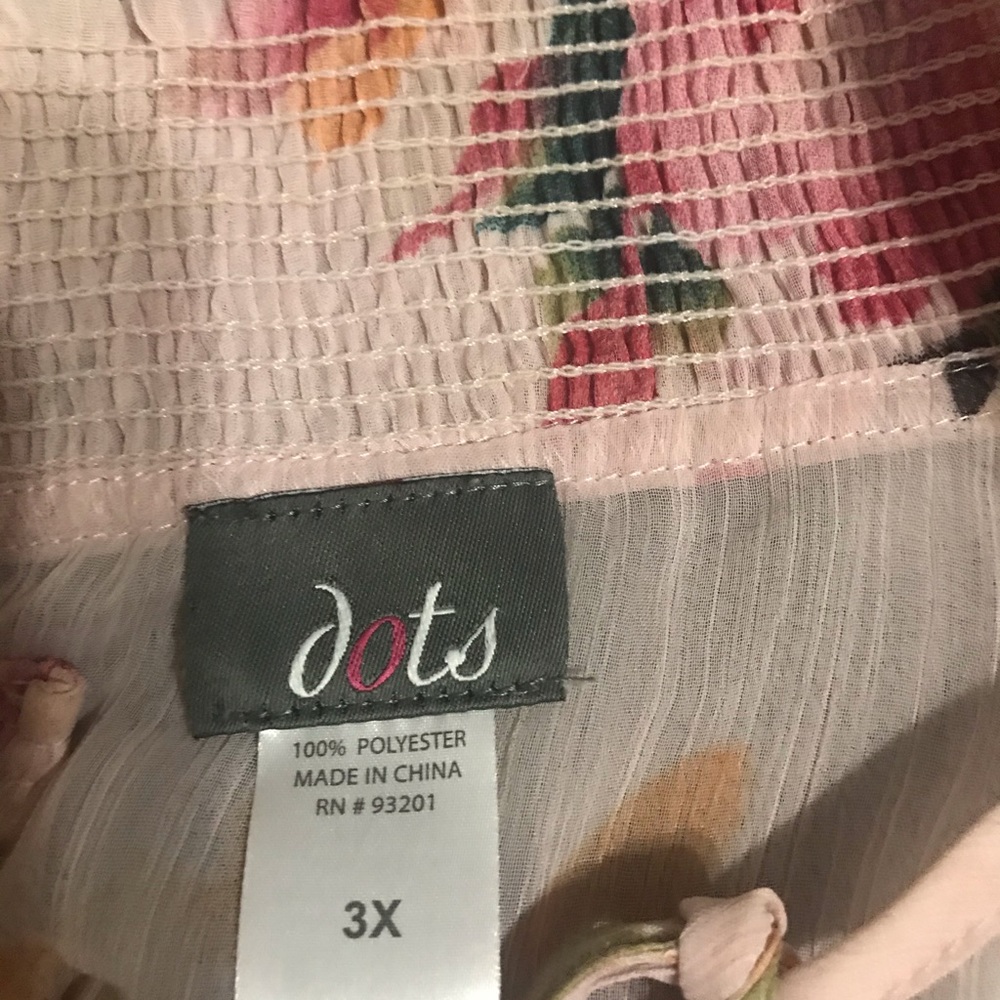 dots
100% POLYESTER
MADE IN CHINA
RN # 93201
3X